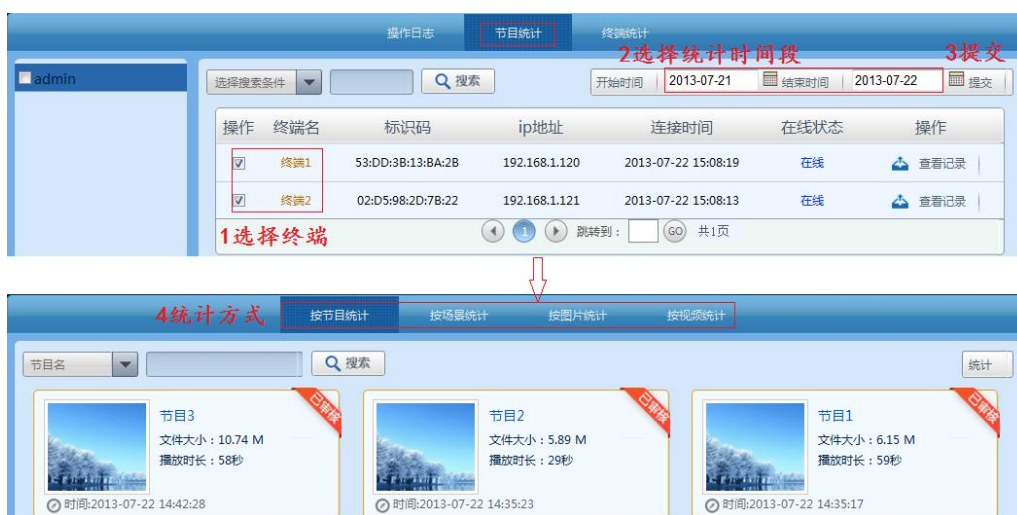 操作日志 节目统计 终端统计
2选择统计时间段 3提交
admin
选择搜索条件 搜索 开始时间 2013-07-21 结束时间 2013-07-22 提交
操作 终端名 标识码 ip地址 连接时间 在线状态 操作
终端1 53:DD:3B:13:BA:2B 192.168.1.120 2013-07-22 15:08:19 在线 查看记录
终端2 02:D5:98:2D:7B:22 192.168.1.121 2013-07-22 15:08:13 在线 查看记录
1选择终端 1 跳转到: GO 共1页
4统计方式 按节目统计 按场景统计 按图片统计 按视频统计
节目名 搜索 统计
节目3 已审核 节目2 已审核 节目1 已审核
文件大小:10.74 M 文件大小:5.89 M 文件大小:6.15 M
播放时长:58秒 播放时长:29秒 播放时长:59秒
时间:2013-07-22 14:42:28 时间:2013-07-22 14:35:23 时间:2013-07-22 14:35:17